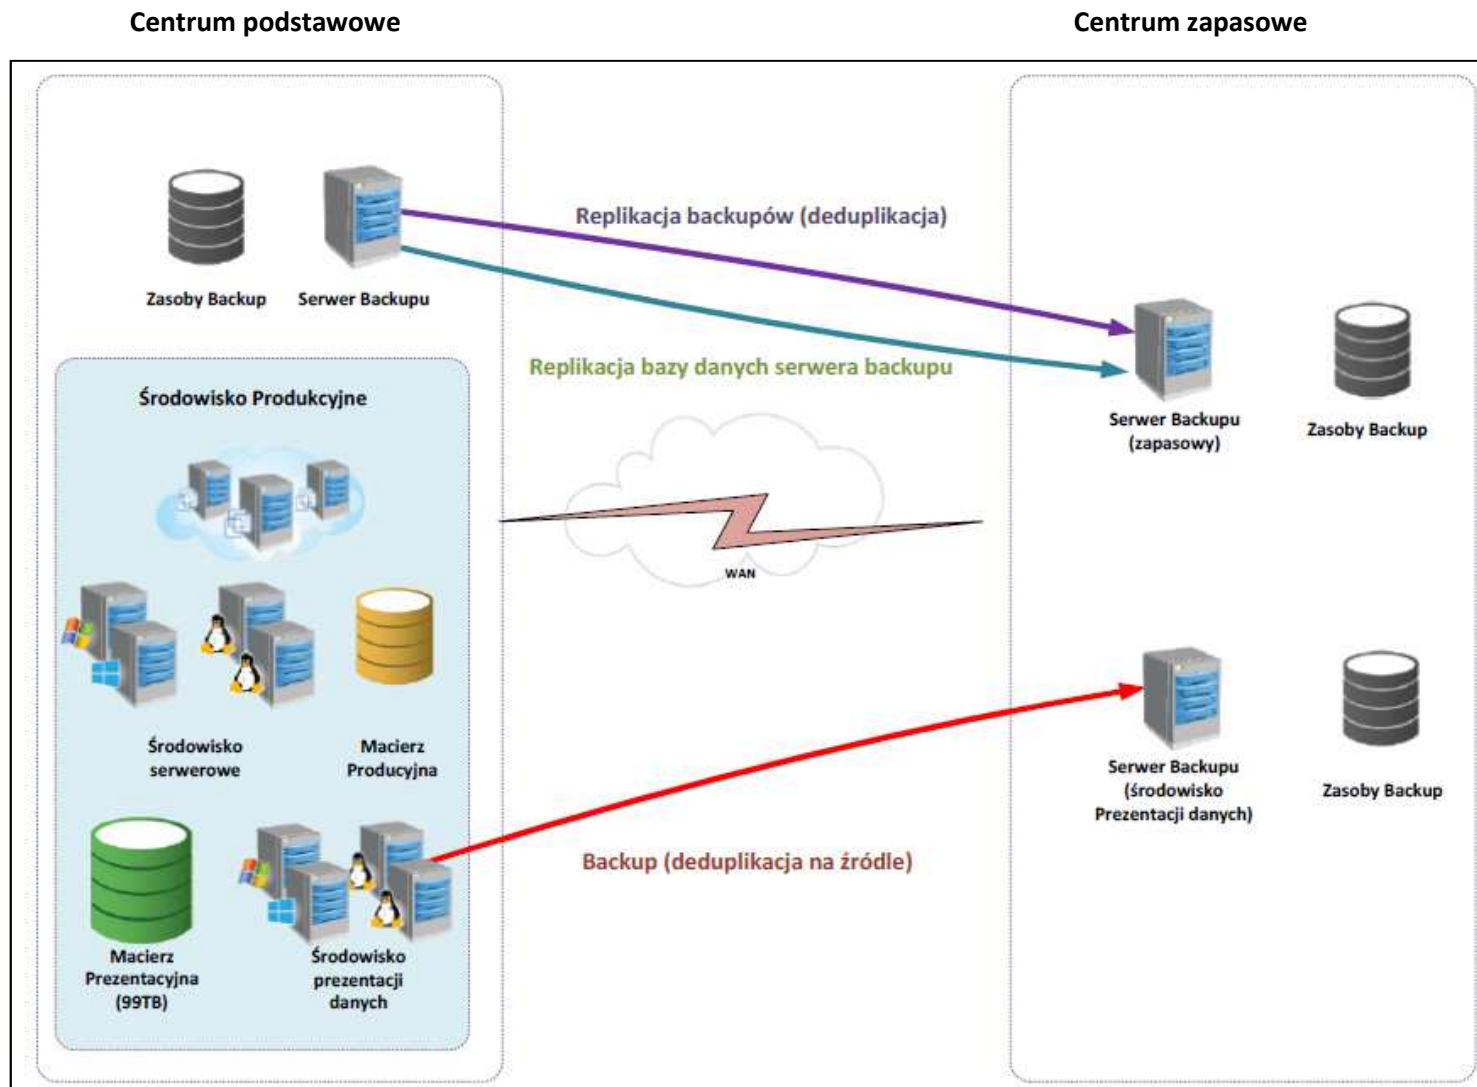 Centrum podstawowe
Centrum zapasowe
Replikacja backupów (deduplikacja)
Zasoby Backup
Serwer Backupu
Replikacja bazy danych serwera backupu
Środowisko Produkcyjne
Serwer Backupu
(zapasowy)
Zasoby Backup
WAN
Środowisko
serwerowe
Macierz
Producyjna
Serwer Backupu
(środowisko
Prezentacji danych)
Zasoby Backup
Backup (deduplikacja na źródle)
Macierz
Prezentacyjna
(99TB)
Środowisko
prezentacji
danych